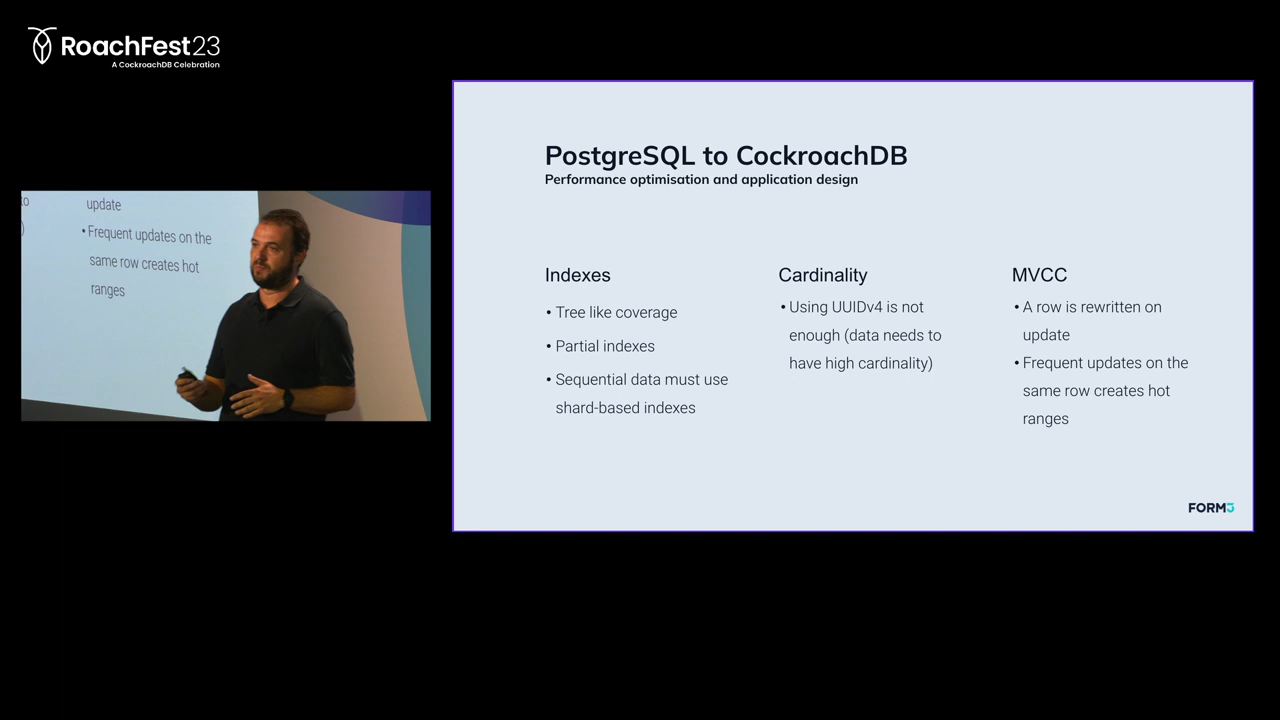 RoachFest23
A CockroachDB Celebration
PostgreSQL to CockroachDB
Performance optimisation and application design
Indexes
• Tree like coverage
• Partial indexes
• Sequential data must use
shard-based indexes
Cardinality
• Using UUIDv4 is not
enough (data needs to
have high cardinality)
MVCC
• A row is rewritten on
update
• Frequent updates on the
same row creates hot
ranges
FORM3
to
)
update
• Frequent updates on the
same row creates hot
ranges